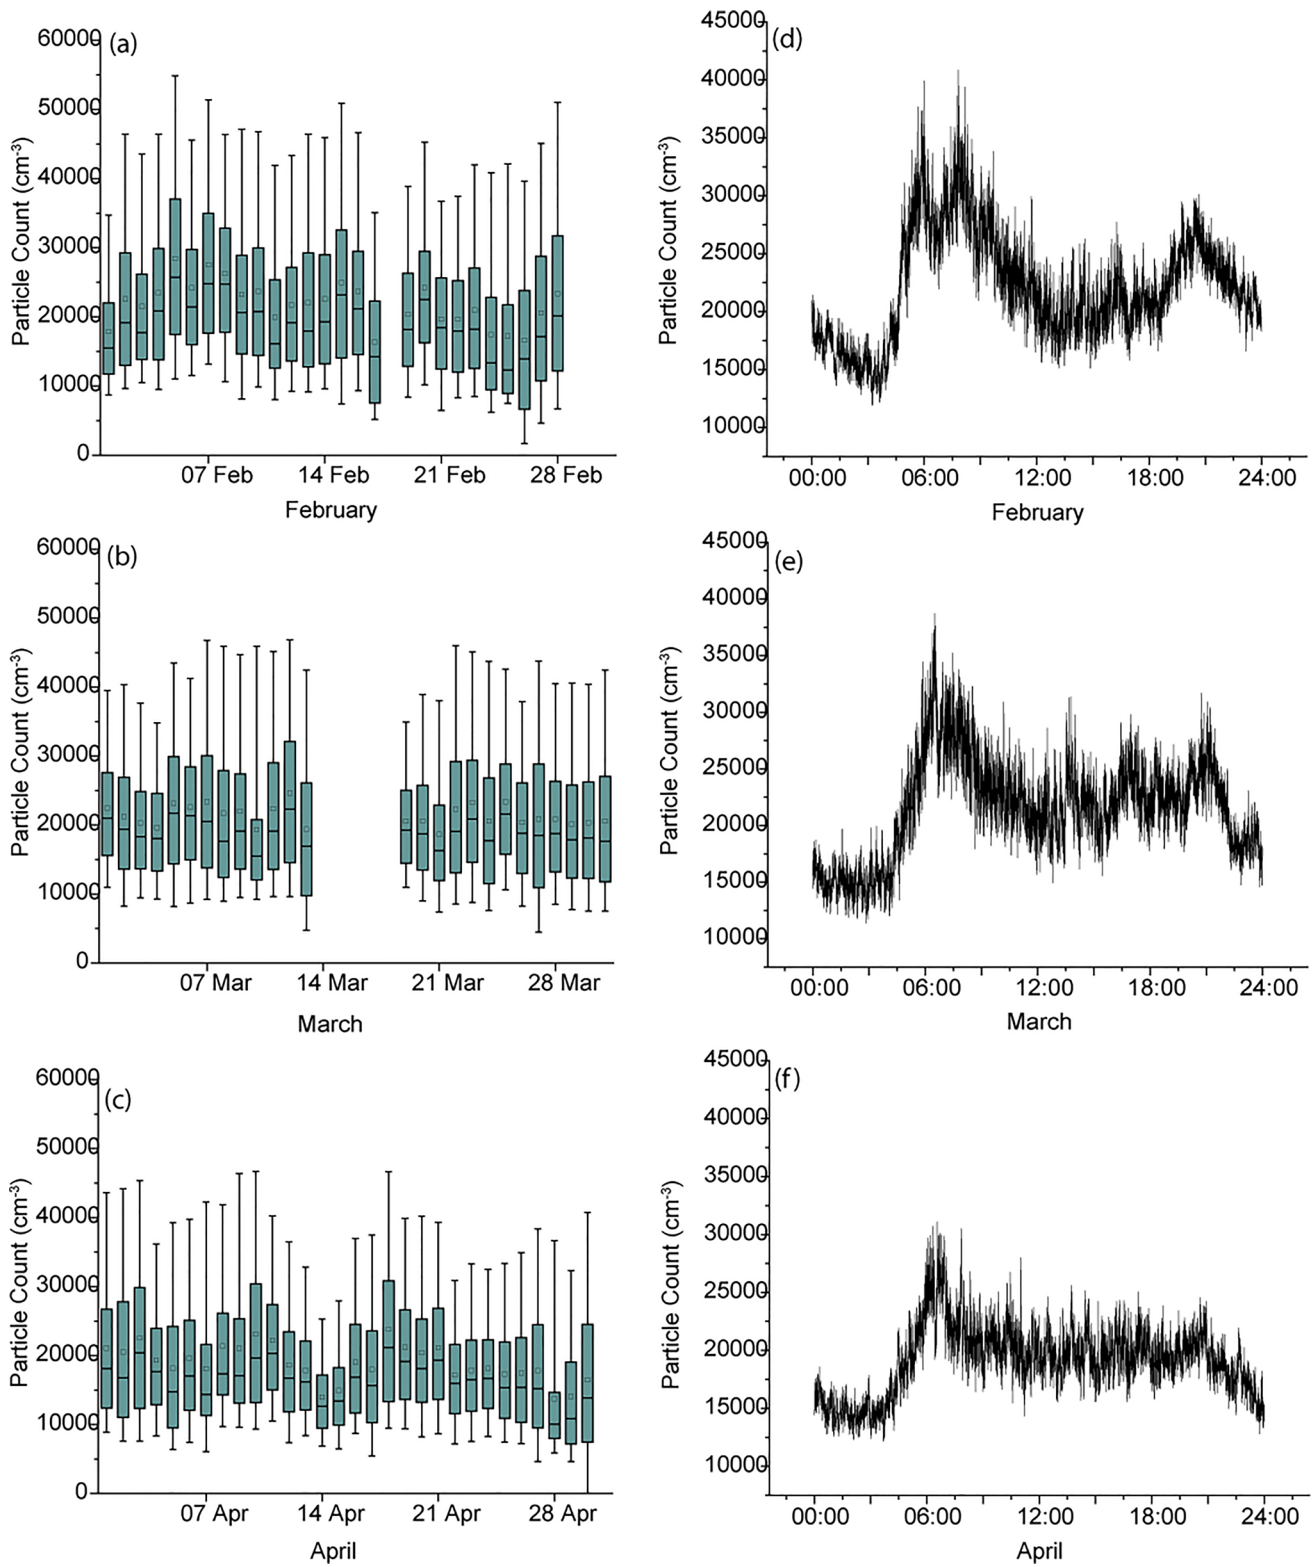 (a)
60000
50000
40000
30000
20000
10000
0
Particle Count (cm-3)
07 Feb
14 Feb
21 Feb
28 Feb
February
(d)
45000
40000
35000
30000
25000
20000
15000
10000
Particle Count (cm-3)
00:00
06:00
12:00
18:00
24:00
February
(b)
60000
50000
40000
30000
20000
10000
0
Particle Count (cm-3)
07 Mar
14 Mar
21 Mar
28 Mar
March
(e)
45000
40000
35000
30000
25000
20000
15000
10000
Particle Count (cm-3)
00:00
06:00
12:00
18:00
24:00
March
(c)
60000
50000
40000
30000
20000
10000
0
Particle Count (cm-3)
07 Apr
14 Apr
21 Apr
28 Apr
April
(f)
45000
40000
35000
30000
25000
20000
15000
10000
Particle Count (cm-3)
00:00
06:00
12:00
18:00
24:00
April